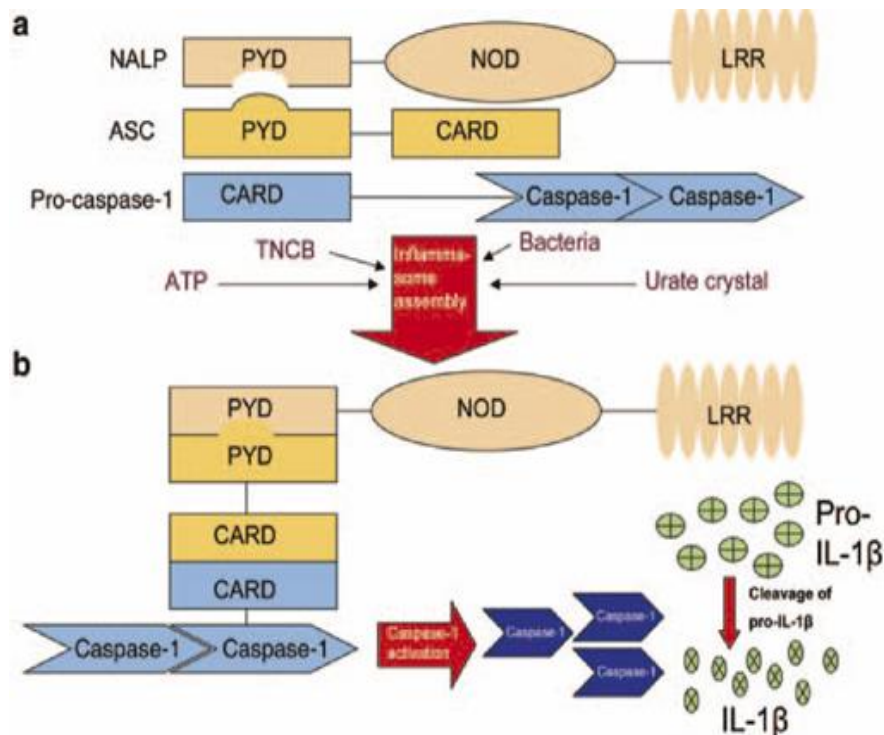 a
NALP
PYD
NOD
LRR
ASC
PYD
CARD
Pro-caspase-1
CARD
Caspase-1
Caspase-1
TNCB
Bacteria
ATP
Inflamma-
some
assembly
Urate crystal
b
PYD
NOD
LRR
PYD
CARD
CARD
Pro-
IL-1β
Cleavage of
pro-IL-1β
Caspase-1
Caspase-1
Caspase-1
activation
Caspase-1
Caspase-1
Caspase-1
IL-1β